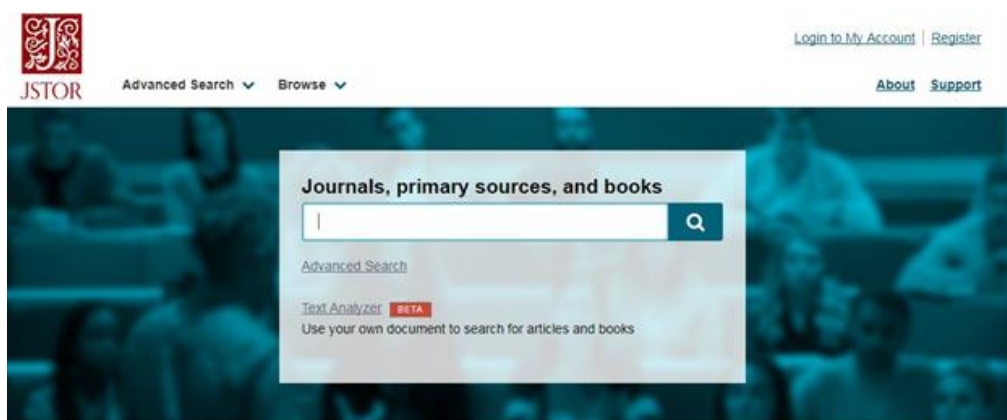 Login to My Account | Register
JSTOR
Advanced Search Browse
About Support
Journals, primary sources, and books
Advanced Search
Text Analyzer BETA
Use your own document to search for articles and books